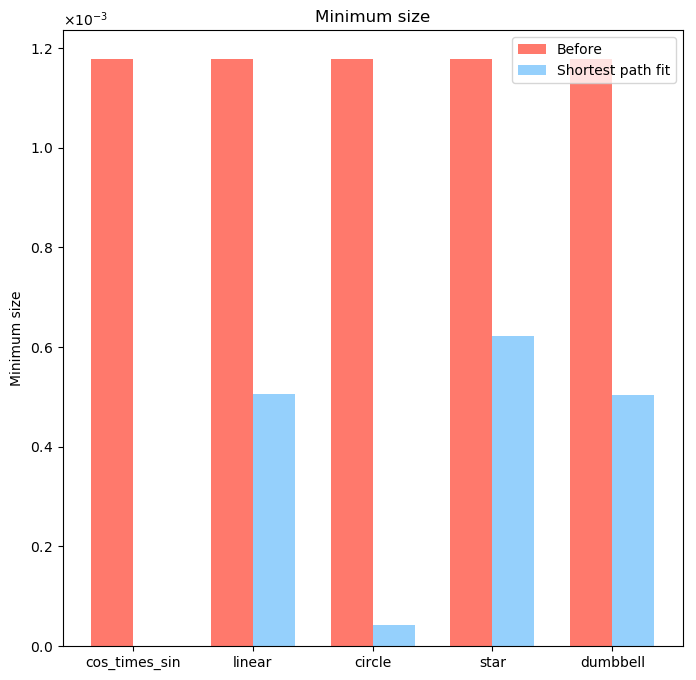 Minimum size
×10⁻³
Before
Shortest path fit
1.2
1.0
0.8
0.6
0.4
0.2
0.0
Minimum size
cos_times_sin linear circle star dumbbell